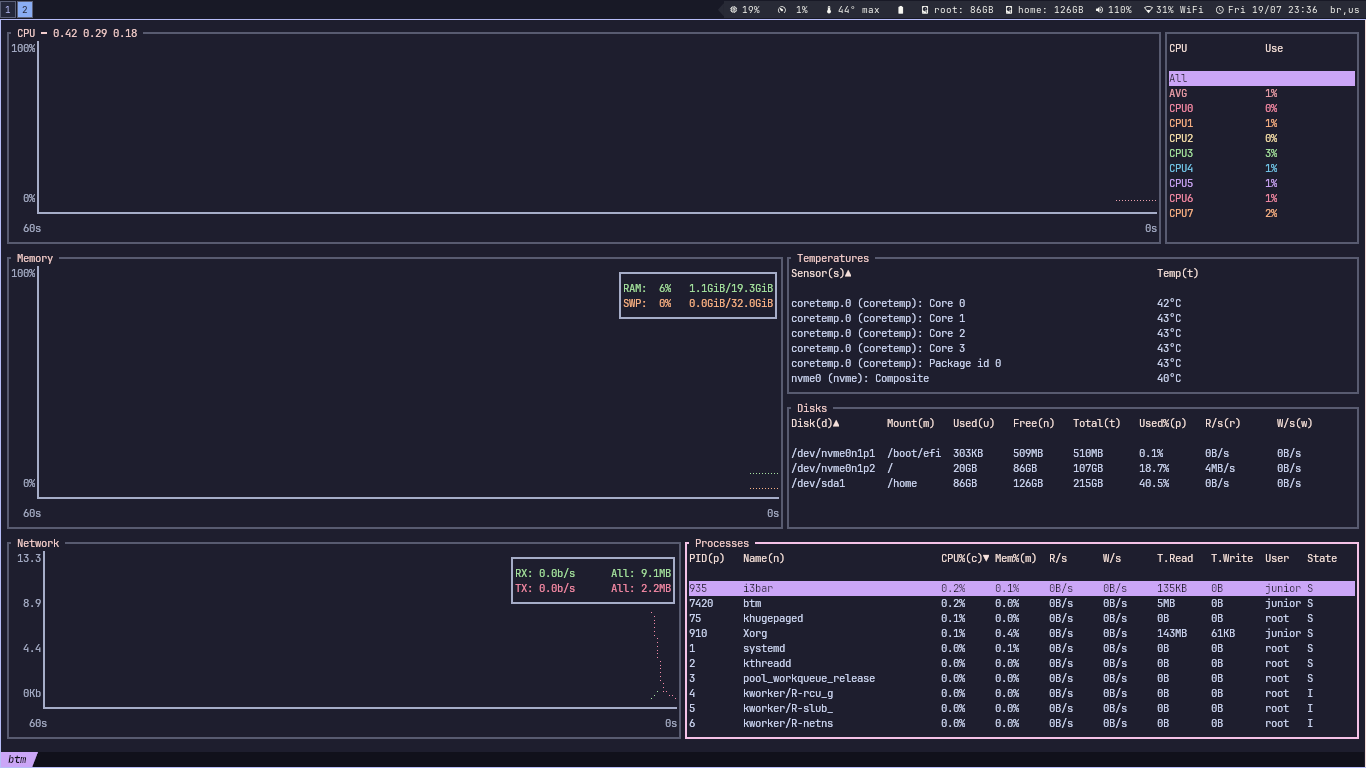 1 2 19% 1% 44° max root: 86GB home: 126GB 110% 31% WiFi Fri 19/07 23:36 br,us
CPU — 0.42 0.29 0.18
100%
0%
60s 0s
CPU Use
All
AVG 1%
CPU0 0%
CPU1 1%
CPU2 0%
CPU3 3%
CPU4 1%
CPU5 1%
CPU6 1%
CPU7 2%
Memory
100%
RAM: 6% 1.1GiB/19.3GiB
SWP: 0% 0.0GiB/32.0GiB
0%
60s 0s
Temperatures
Sensor(s)▲ Temp(t)
coretemp.0 (coretemp): Core 0 42°C
coretemp.0 (coretemp): Core 1 43°C
coretemp.0 (coretemp): Core 2 43°C
coretemp.0 (coretemp): Core 3 43°C
coretemp.0 (coretemp): Package id 0 43°C
nvme0 (nvme): Composite 40°C
Disks
Disk(d)▲ Mount(m) Used(u) Free(n) Total(t) Used%(p) R/s(r) W/s(w)
/dev/nvme0n1p1 /boot/efi 303KB 509MB 510MB 0.1% 0B/s 0B/s
/dev/nvme0n1p2 / 20GB 86GB 107GB 18.7% 4MB/s 0B/s
/dev/sda1 /home 86GB 126GB 215GB 40.5% 0B/s 0B/s
Network
13.3
RX: 0.0b/s All: 9.1MB
TX: 0.0b/s All: 2.2MB
8.9
4.4
0Kb
60s 0s
Processes
PID(p) Name(n) CPU%(c)▼ Mem%(m) R/s W/s T.Read T.Write User State
935 i3bar 0.2% 0.1% 0B/s 0B/s 135KB 0B junior S
7420 btm 0.2% 0.0% 0B/s 0B/s 5MB 0B junior S
75 khugepaged 0.1% 0.0% 0B/s 0B/s 0B 0B root S
910 Xorg 0.1% 0.4% 0B/s 0B/s 143MB 61KB junior S
1 systemd 0.0% 0.1% 0B/s 0B/s 0B 0B root S
2 kthreadd 0.0% 0.0% 0B/s 0B/s 0B 0B root S
3 pool_workqueue_release 0.0% 0.0% 0B/s 0B/s 0B 0B root S
4 kworker/R-rcu_g 0.0% 0.0% 0B/s 0B/s 0B 0B root I
5 kworker/R-slub_ 0.0% 0.0% 0B/s 0B/s 0B 0B root I
6 kworker/R-netns 0.0% 0.0% 0B/s 0B/s 0B 0B root I
btm